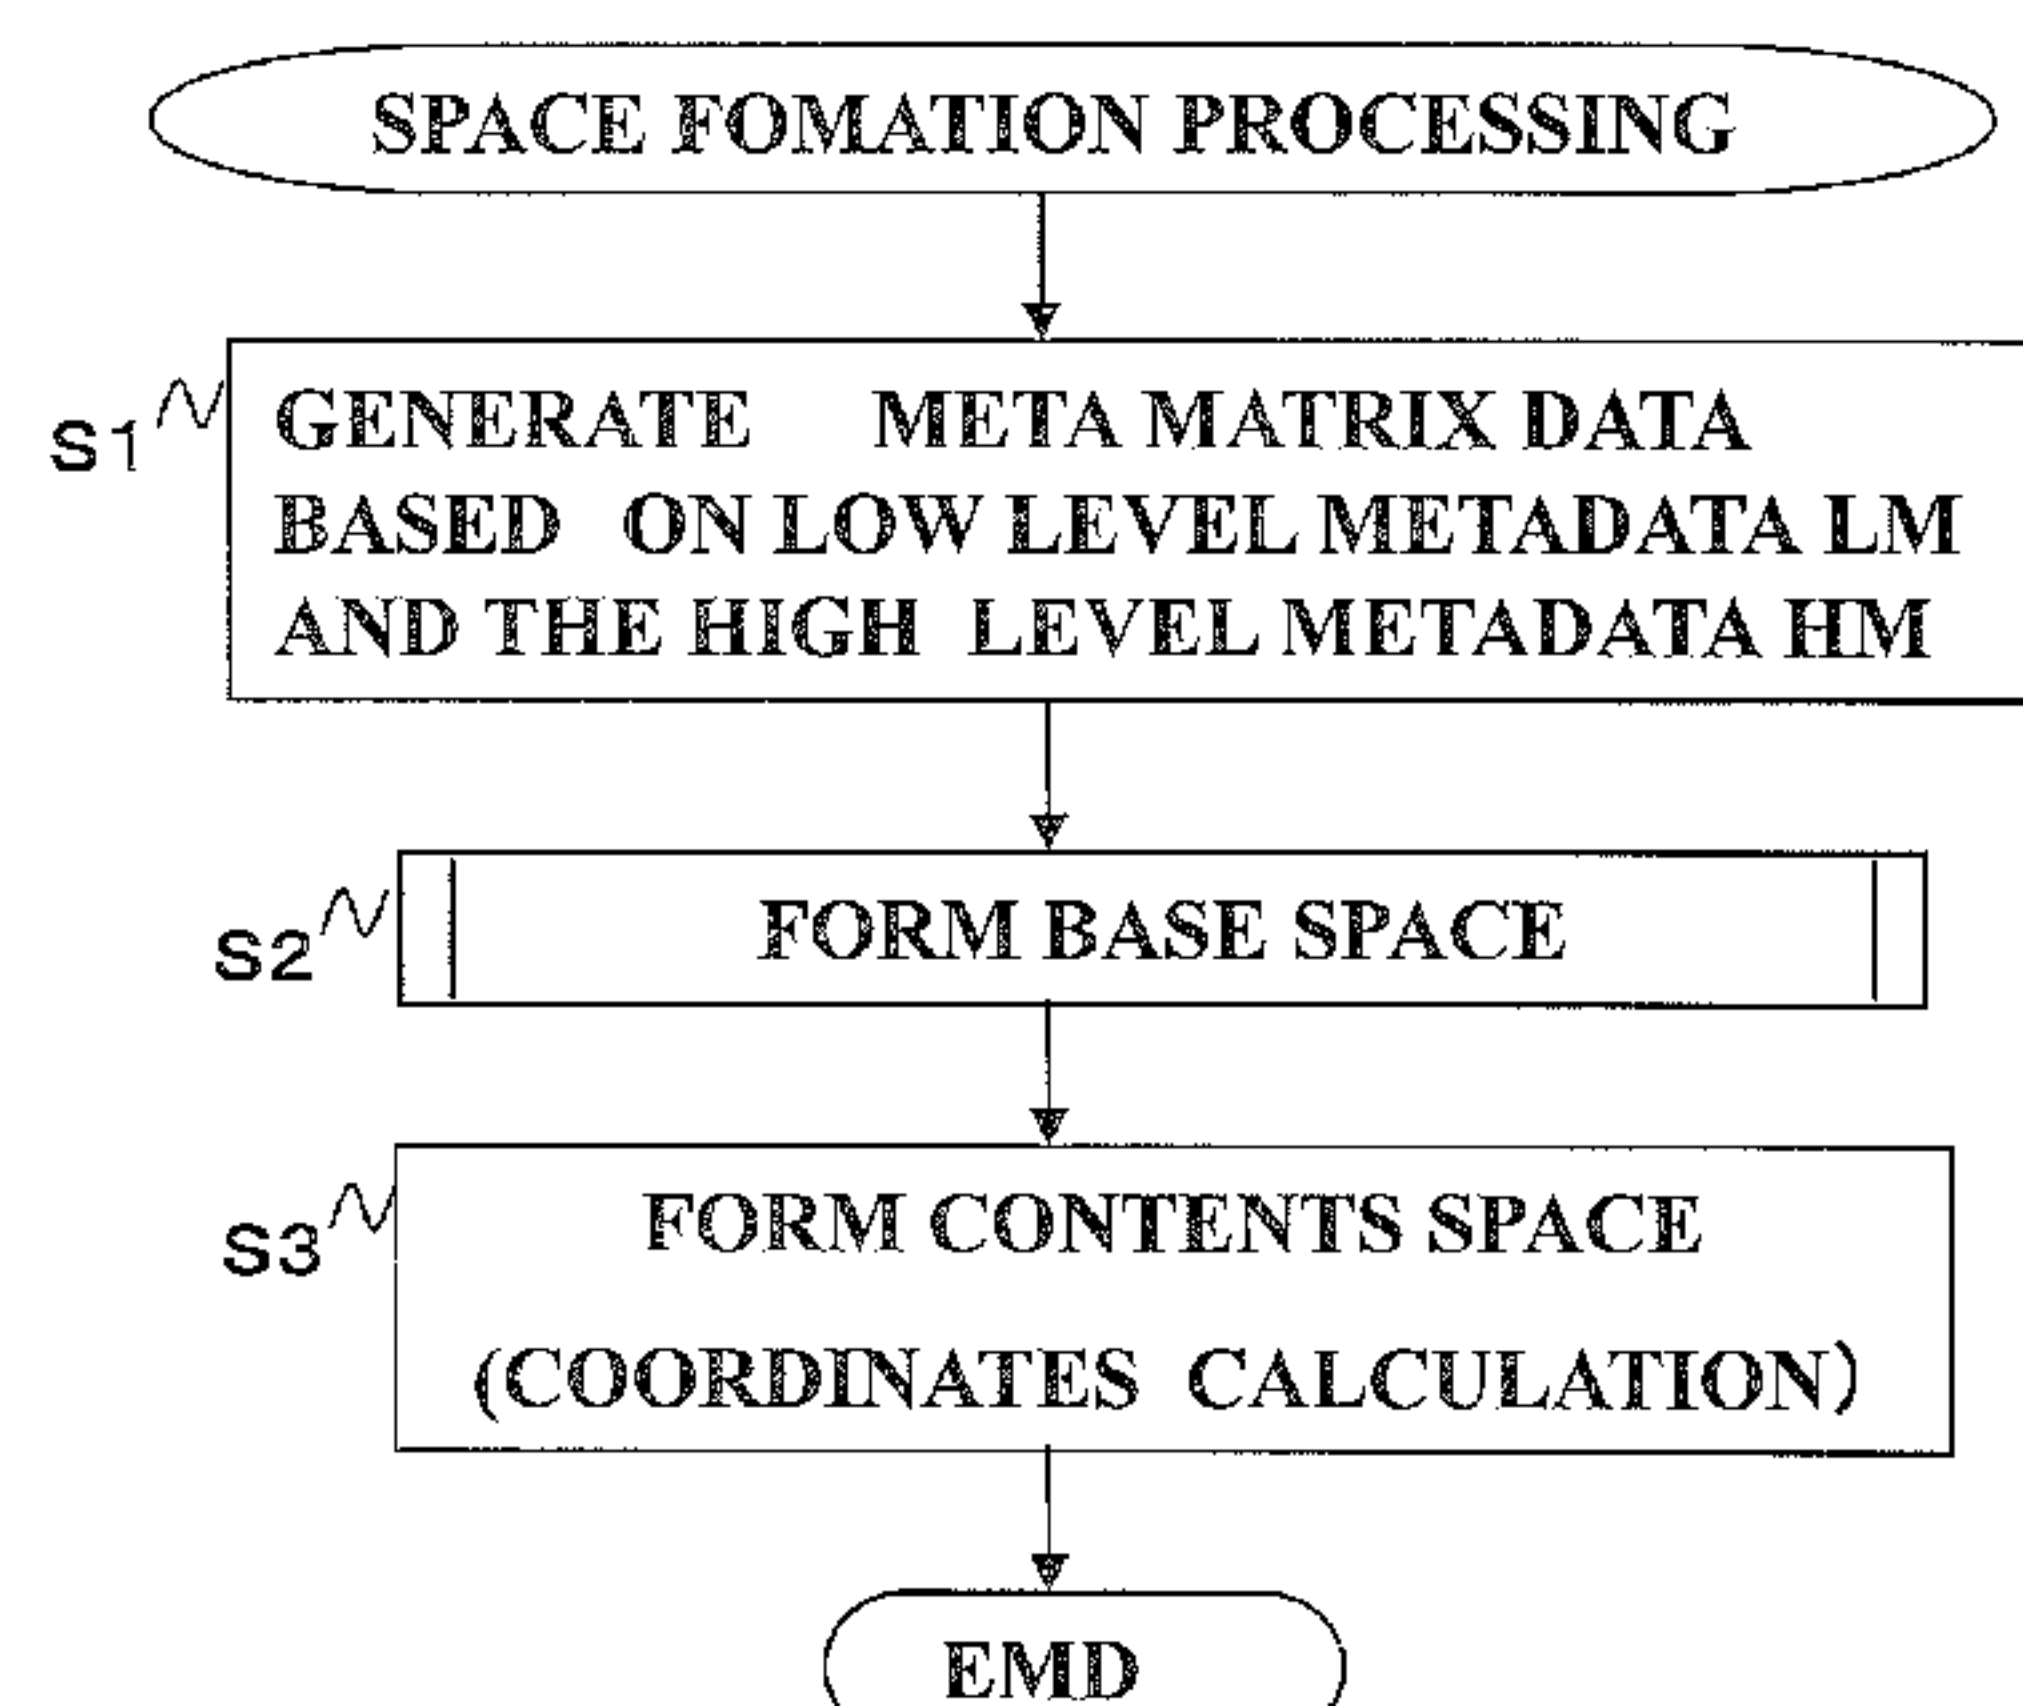 SPACE FOMATION PROCESSING
S1
GENERATE META MATRIX DATA
BASED ON LOW LEVEL METADATA LM
AND THE HIGH LEVEL METADATA HM
S2
FORM BASE SPACE
S3
FORM CONTENTS SPACE
(COORDINATES CALCULATION)
EMD